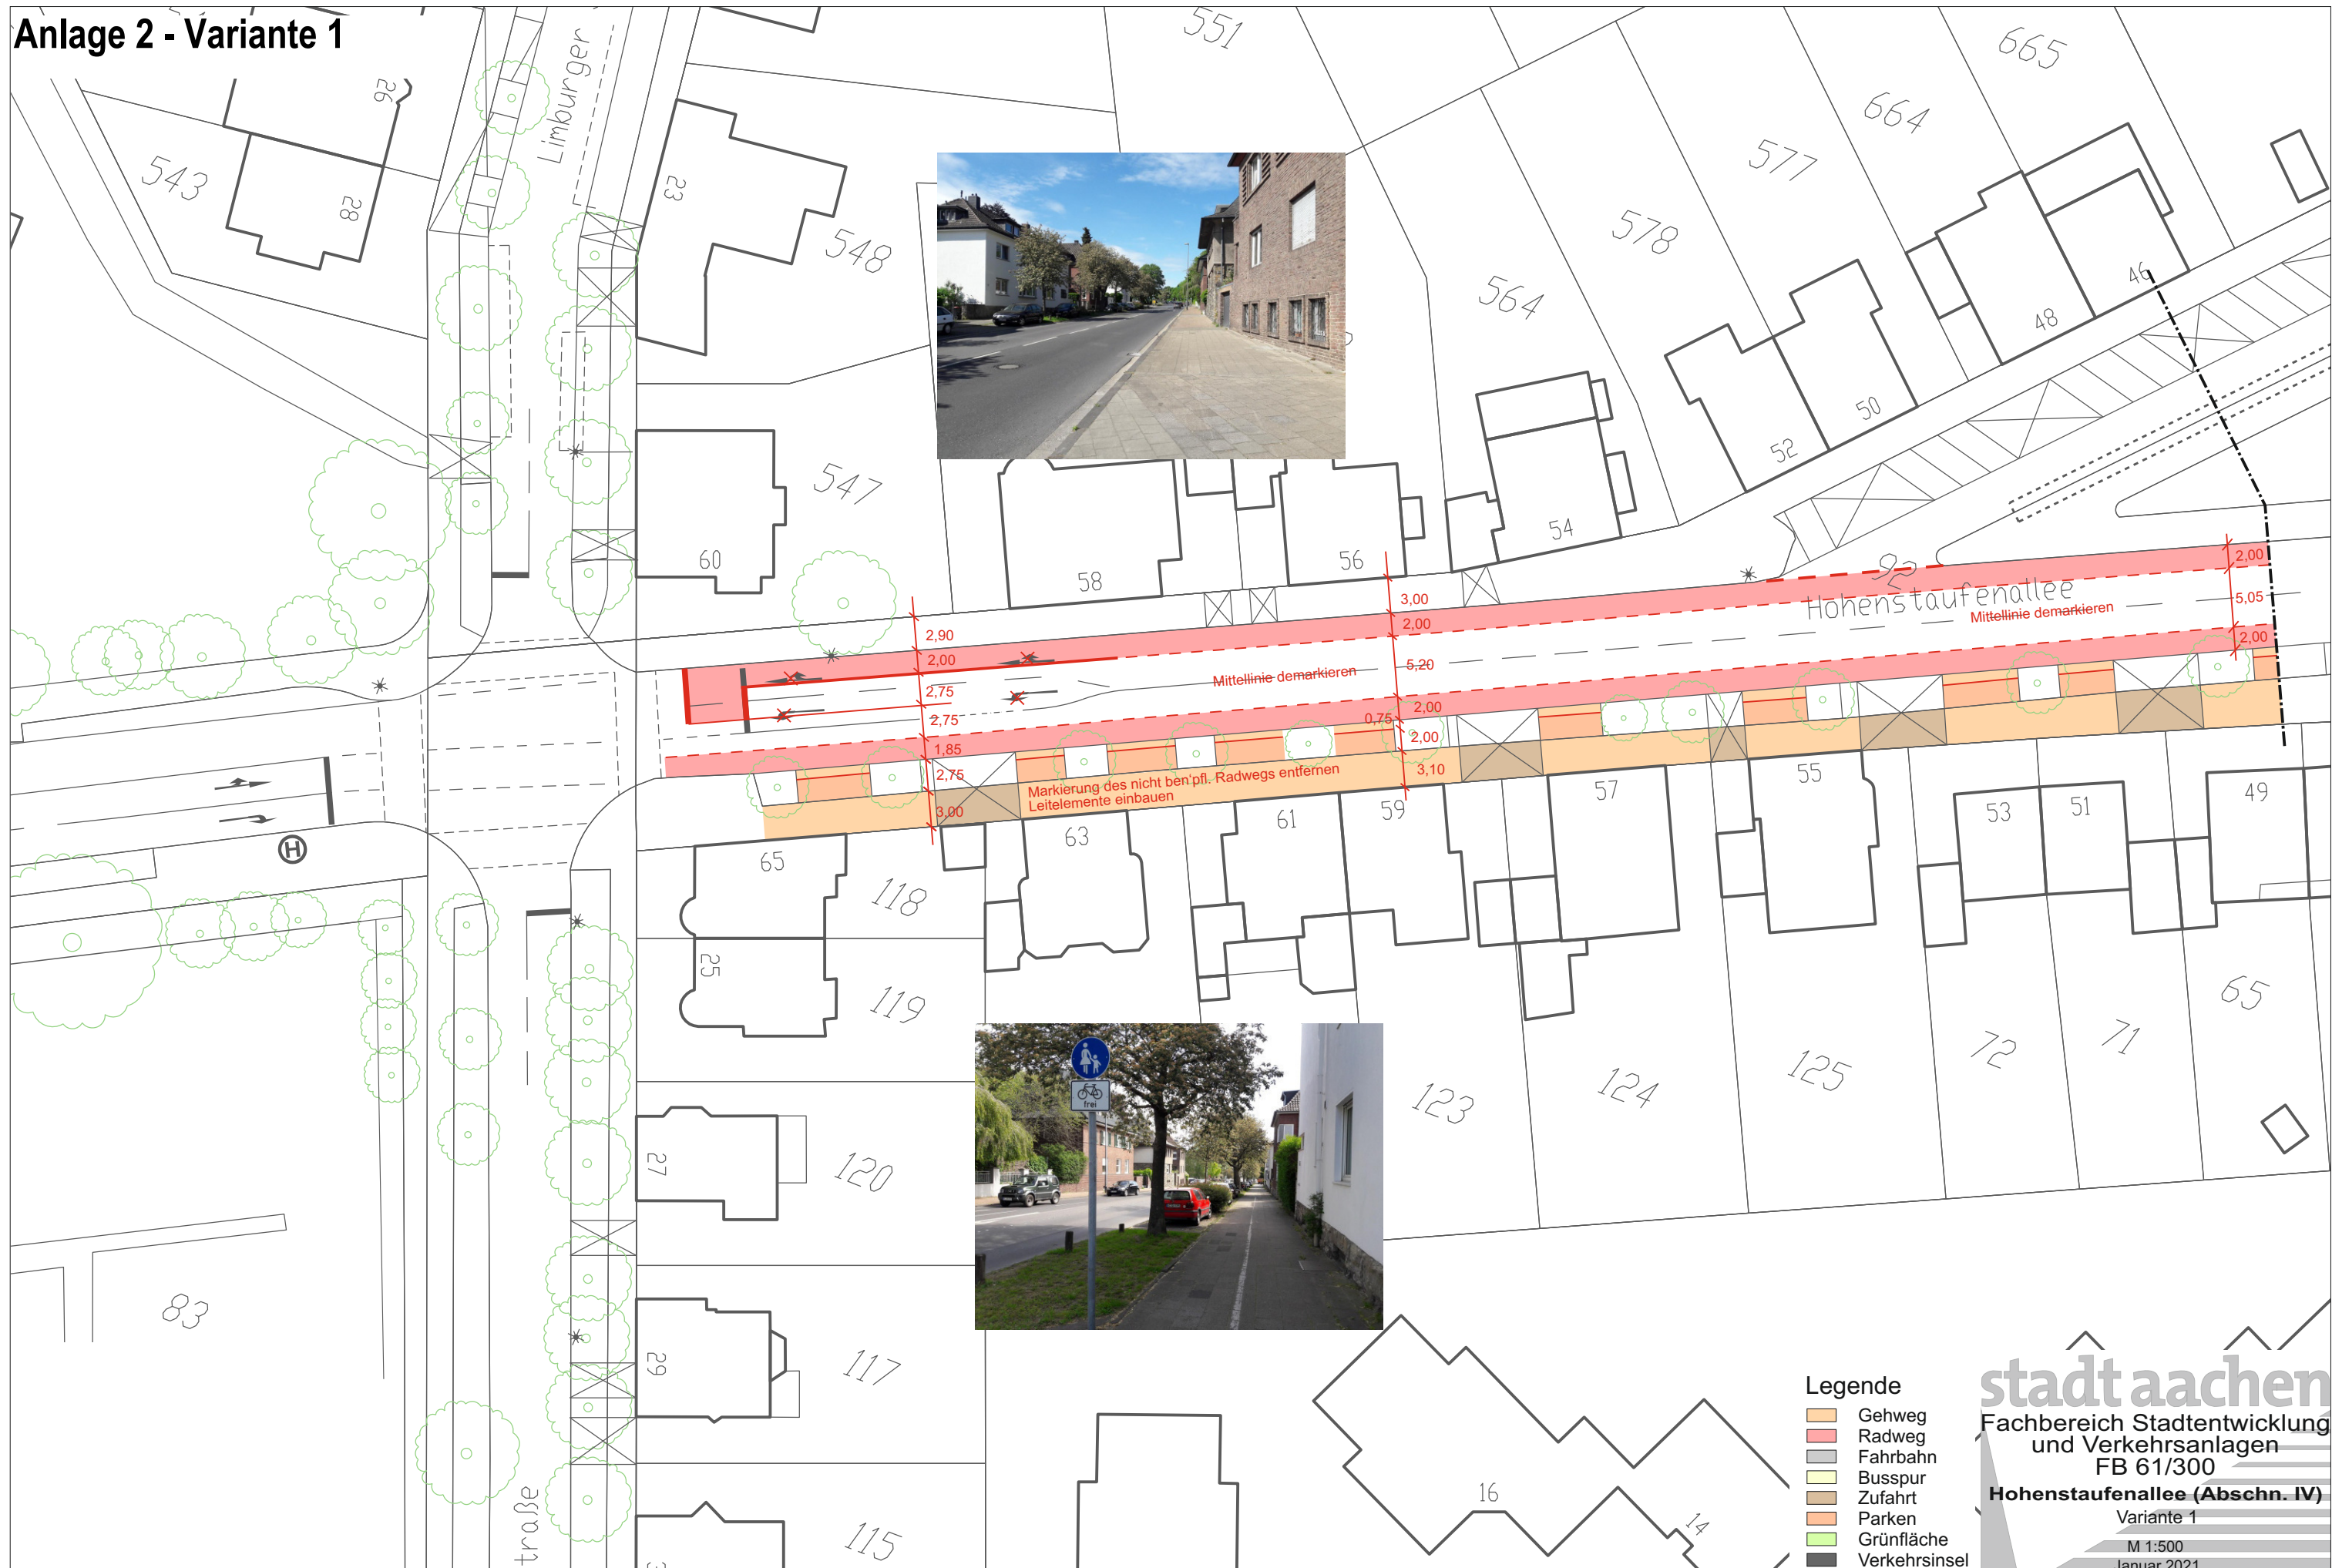 Anlage 2 - Variante 1
Limburger
551
665
664
577
578
564
543
26
28
23
548
547
60
58
56
54
52
50
48
46
92
Hohenstaufenallee
Mittellinie demarkieren
Mittellinie demarkieren
2,90
2,00
2,75
2,75
1,85
2,75
3,00
3,00
2,00
5,20
2,00
0,75
2,00
3,10
2,00
5,05
2,00
Markierung des nicht ben'pfl. Radwegs entfernen
Leitelemente einbauen
H
65
63
61
59
57
55
53
51
49
118
25
119
27
120
29
117
115
123
124
125
72
71
65
83
16
14
traße
frei
Legende
Gehweg
Radweg
Fahrbahn
Busspur
Zufahrt
Parken
Grünfläche
Verkehrsinsel
stadt aachen
Fachbereich Stadtentwicklung
und Verkehrsanlagen
FB 61/300
Hohenstaufenallee (Abschn. IV)
Variante 1
M 1:500
Januar 2021